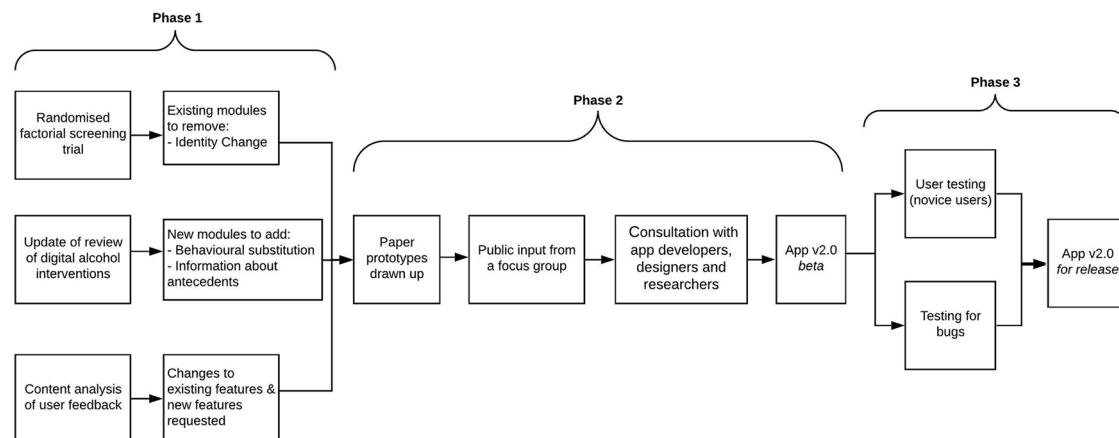 Phase 1
Randomised
factorial screening
trial
Existing modules
to remove:
- Identity Change
Update of review
of digital alcohol
interventions
New modules to add:
- Behavioural substitution
- Information about
antecedents
Content analysis
of user feedback
Changes to
existing features &
new features
requested
Phase 2
Paper
prototypes
drawn up
Public input from
a focus group
Consultation with
app developers,
designers and
researchers
App v2.0
beta
Phase 3
User testing
(novice users)
Testing for
bugs
App v2.0
for release